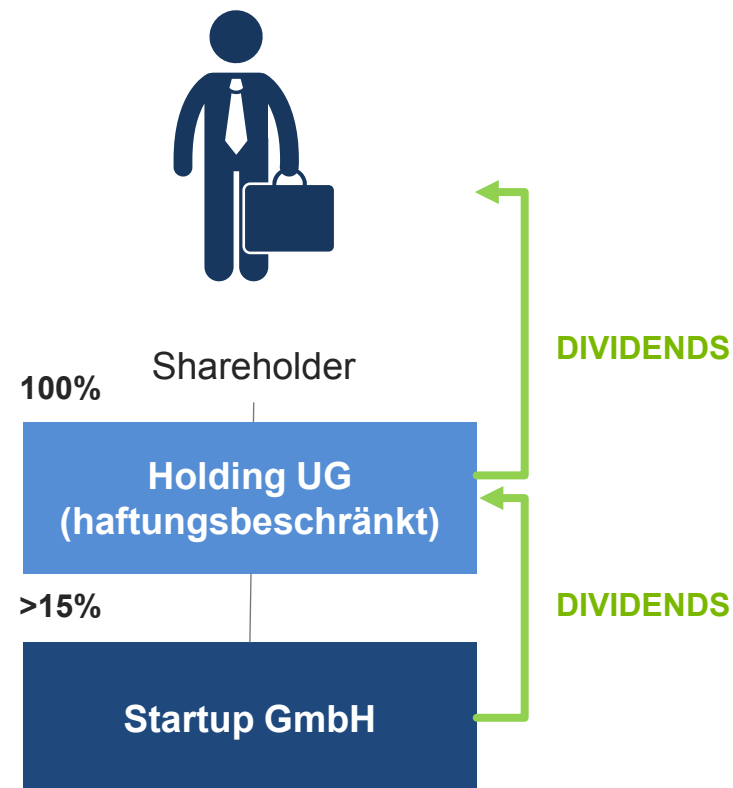 Shareholder
100%
DIVIDENDS
Holding UG
(haftungsbeschränkt)
>15%
DIVIDENDS
Startup GmbH